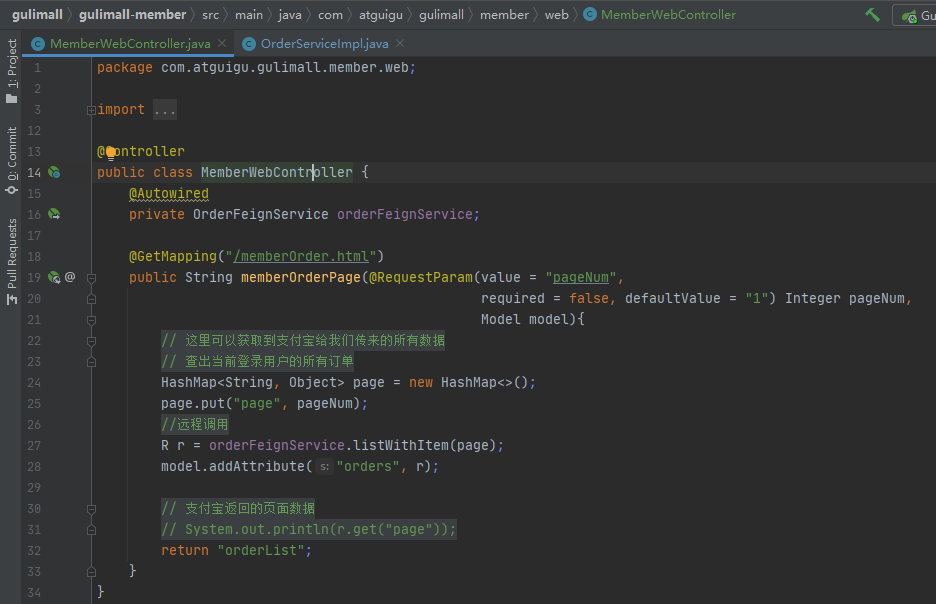 gulimall gulimall-member src main java com atguigu gulimall member web MemberWebController Gu
MemberWebController.java OrderServiceImpl.java
1: Project
0: Commit
Pull Requests
1 package com.atguigu.gulimall.member.web;
2
3 import ...
12
13 @Controller
14 public class MemberWebController {
15 @Autowired
16 private OrderFeignService orderFeignService;
17
18 @GetMapping("/memberOrder.html")
19 @ public String memberOrderPage(@RequestParam(value = "pageNum",
20 required = false, defaultValue = "1") Integer pageNum,
21 Model model){
22 // 这里可以获取到支付宝给我们传来的所有数据
23 // 查出当前登录用户的所有订单
24 HashMap<String, Object> page = new HashMap<>();
25 page.put("page", pageNum);
26 //远程调用
27 R r = orderFeignService.listWithItem(page);
28 model.addAttribute( s: "orders", r);
29
30 // 支付宝返回的页面数据
31 // System.out.println(r.get("page"));
32 return "orderList";
33 }
34 }